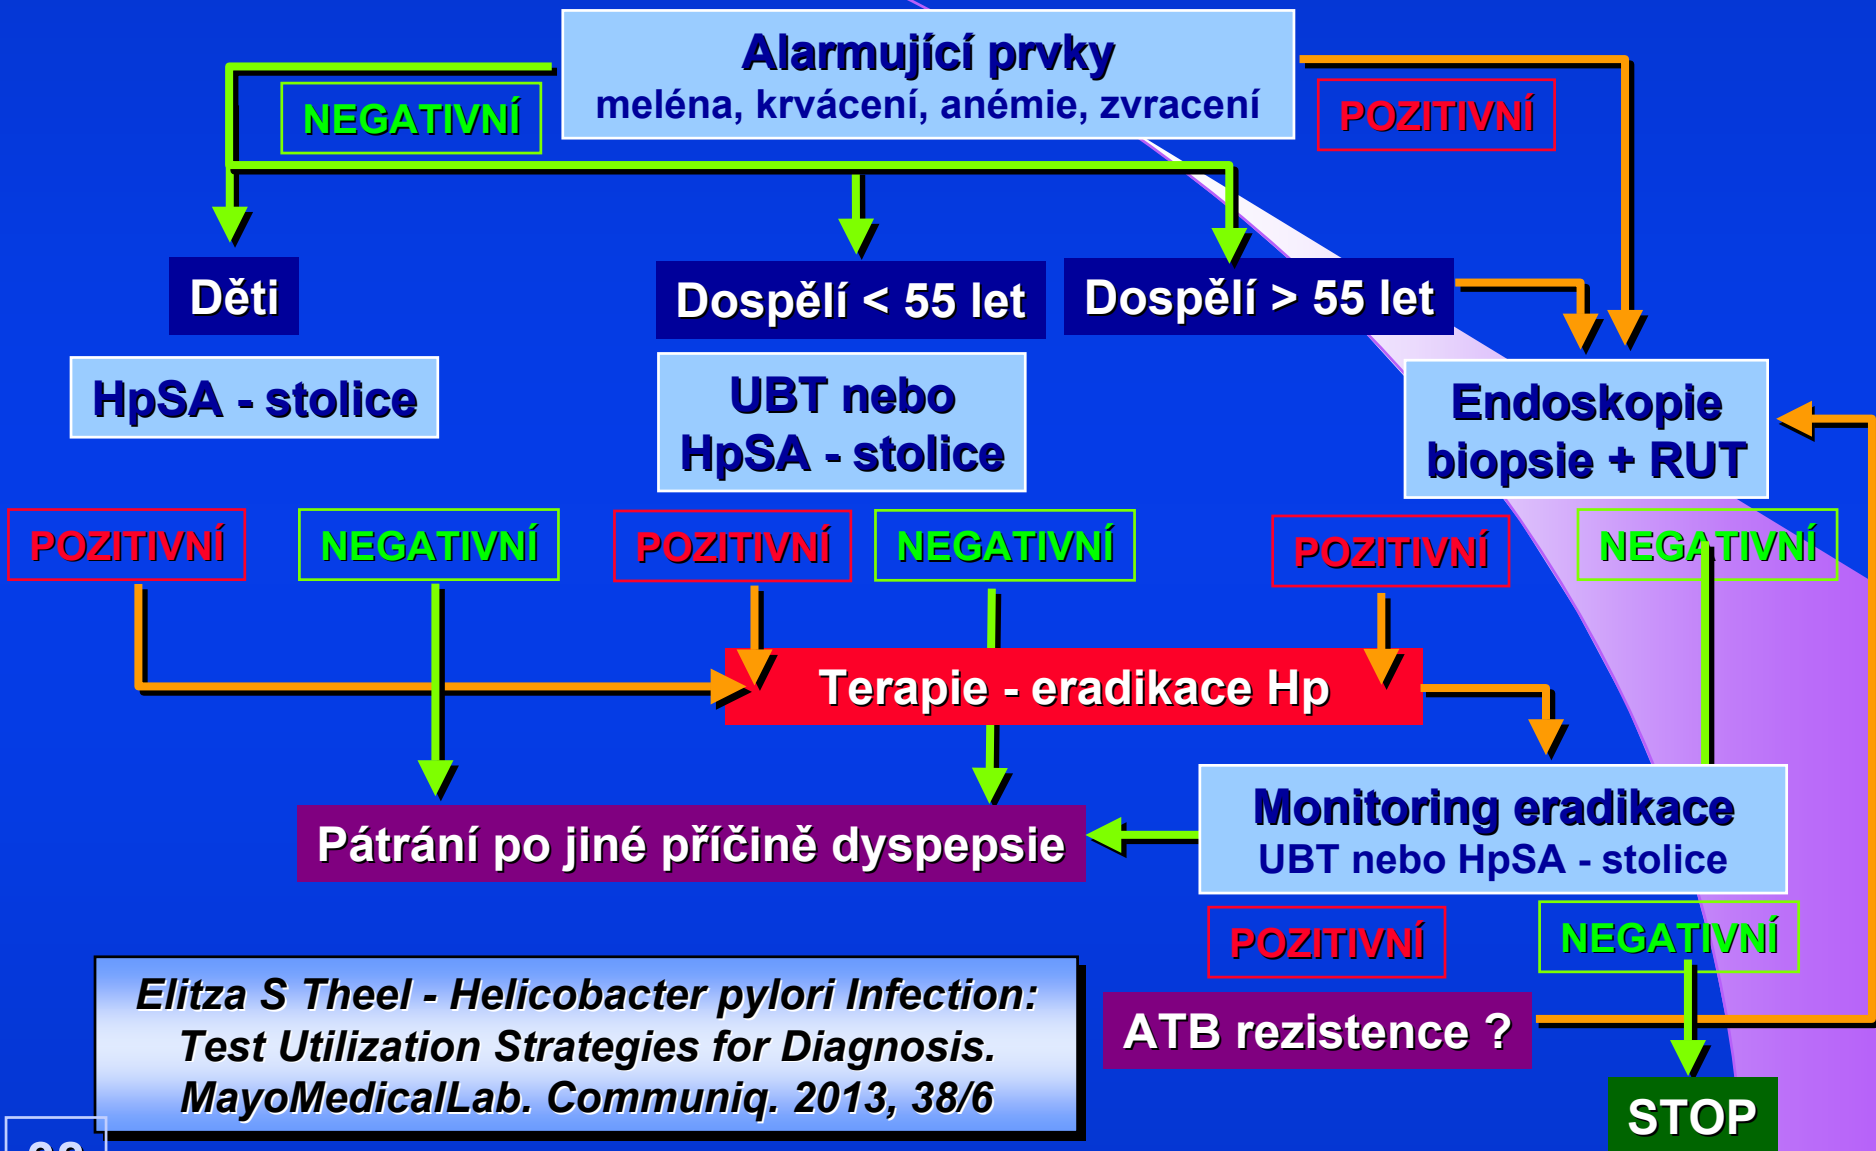 Alarmující prvky
meléna, krvácení, anémie, zvracení
NEGATIVNÍ
POZITIVNÍ
Děti
Dospělí < 55 let
Dospělí > 55 let
HpSA - stolice
UBT nebo
HpSA - stolice
Endoskopie
biopsie + RUT
POZITIVNÍ
NEGATIVNÍ
POZITIVNÍ
NEGATIVNÍ
POZITIVNÍ
NEGATIVNÍ
Terapie - eradikace Hp
Pátrání po jiné příčině dyspepsie
Monitoring eradikace
UBT nebo HpSA - stolice
POZITIVNÍ
NEGATIVNÍ
ATB rezistence ?
STOP
Elitza S Theel - Helicobacter pylori Infection:
Test Utilization Strategies for Diagnosis.
MayoMedicalLab. Communiq. 2013, 38/6